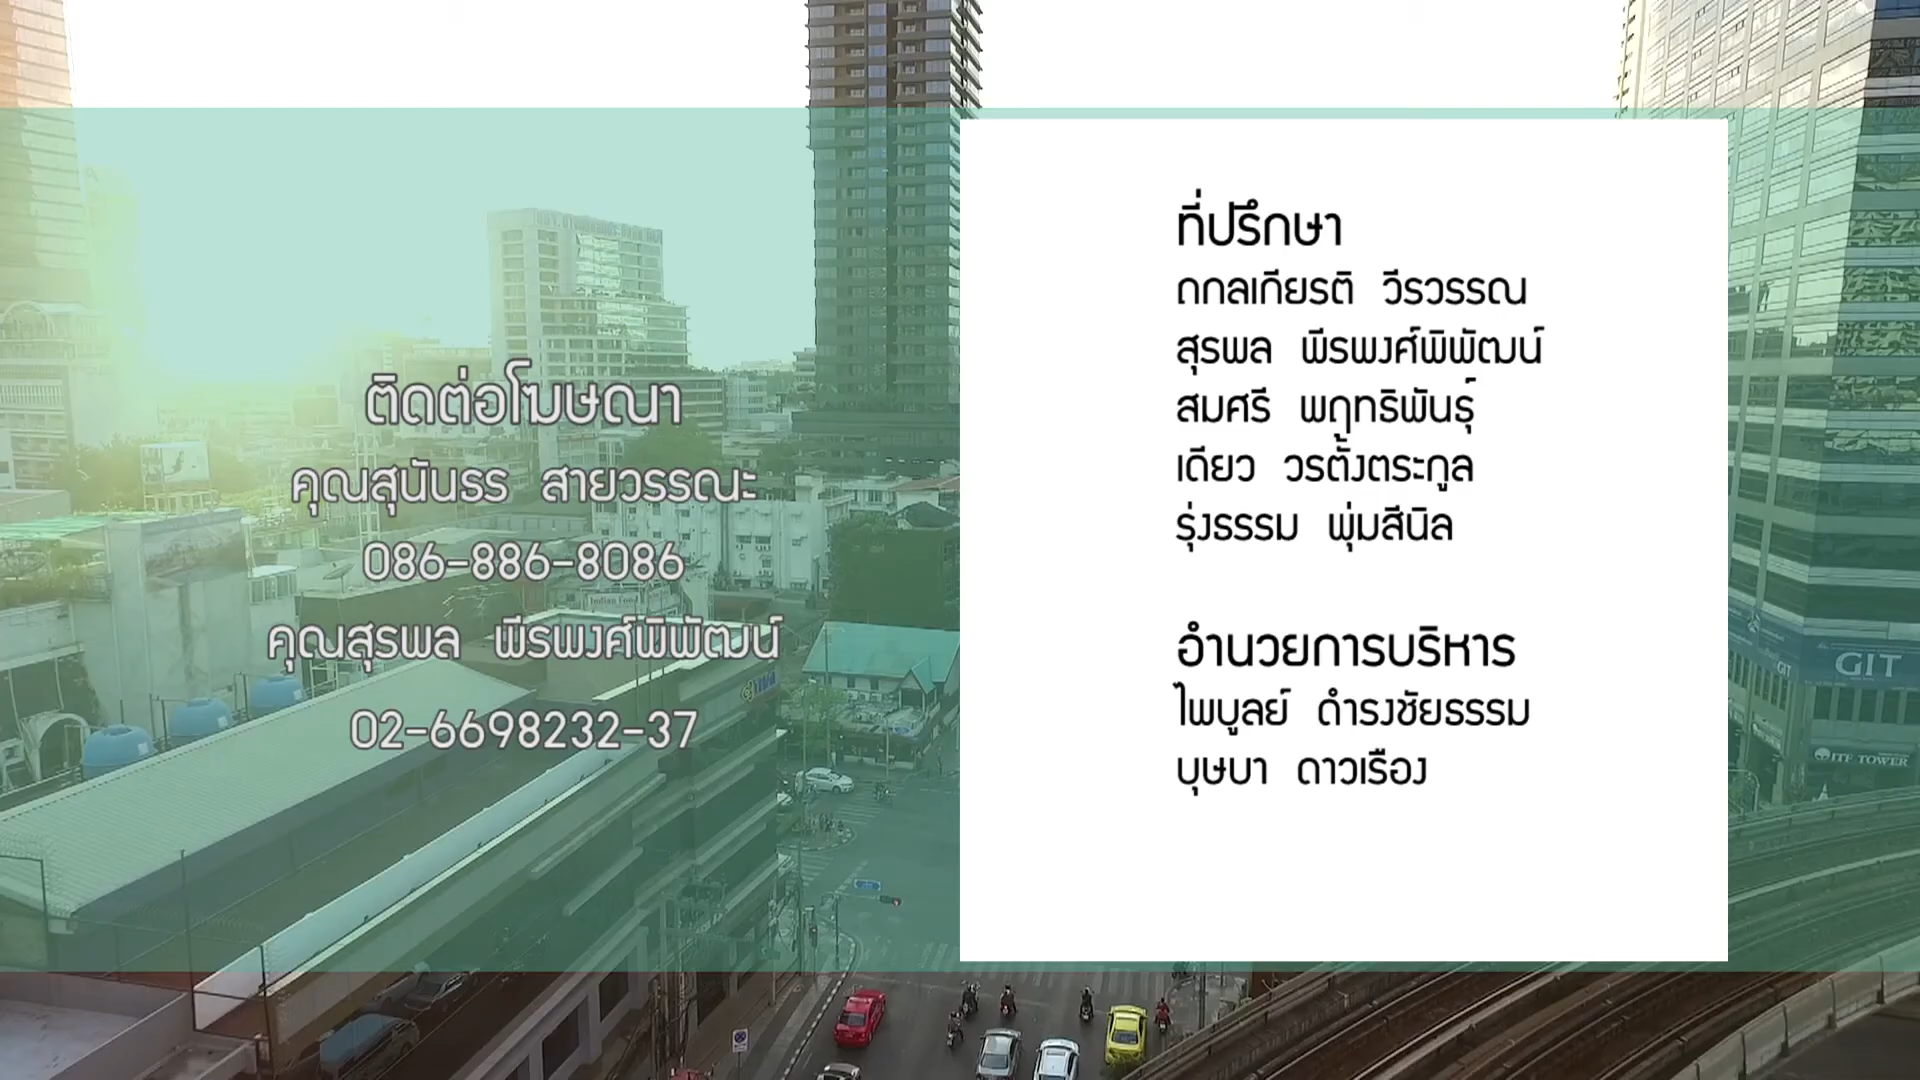 ติดต่อโฆษณา
คุณสุนันธร สายวรรณะ
086-886-8086
คุณสุรพล พีรพงศ์พิพัฒน์
02-6698232-37
ที่ปรึกษา
ถกลเกียรติ วีรวรรณ
สุรพล พีรพงศ์พิพัฒน์
สมศรี พฤทธิพันธุ์
เดียว วรตั้งตระกูล
รุ่งธรรม พุ่มสีนิล
อำนวยการบริหาร
ไพบูลย์ ดำรงชัยธรรม
บุษบา ดาวเรือง
GIT
GIT
ITF TOWER
Indian Food